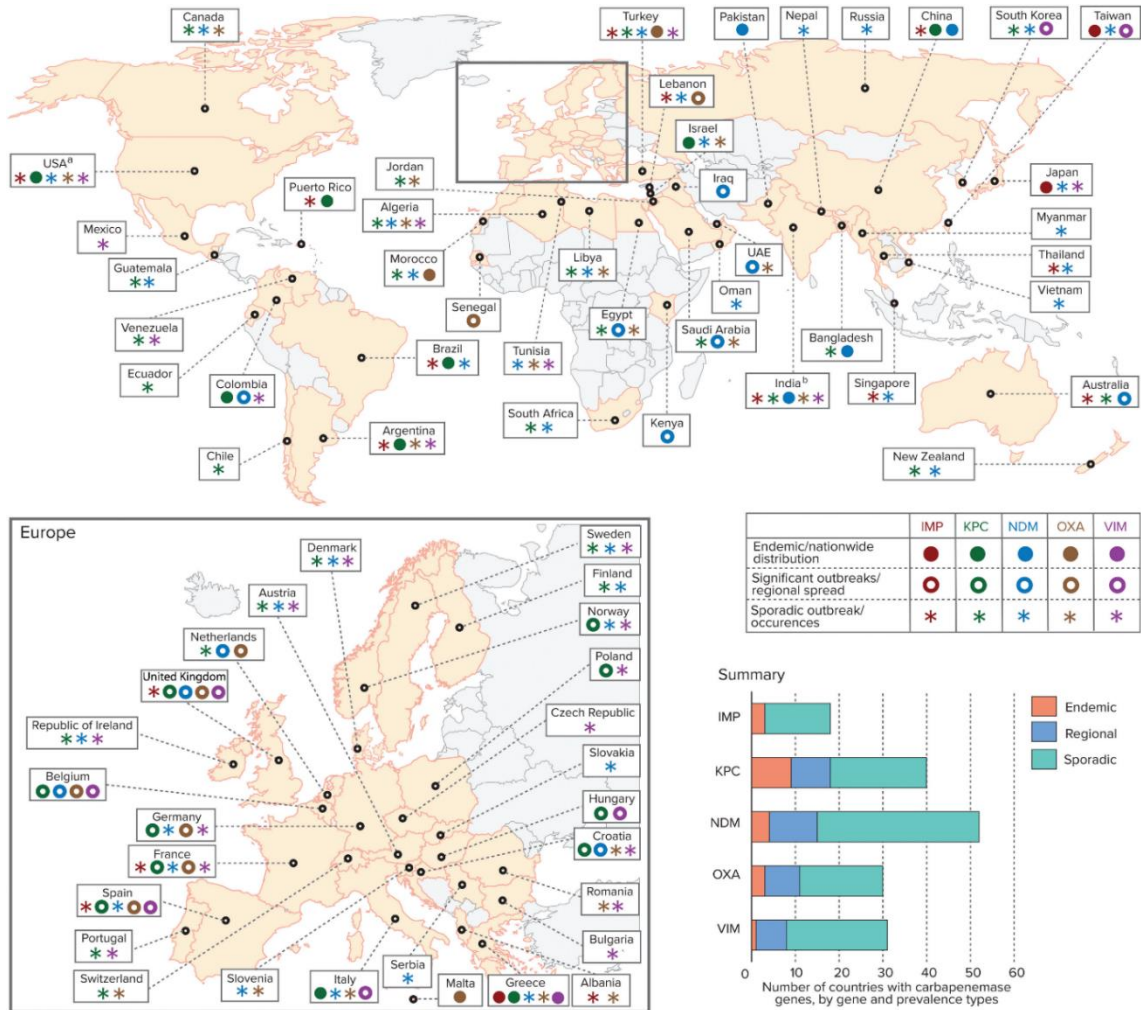 Canada
Turkey
Pakistan
Nepal
Russia
China
South Korea
Taiwan
Lebanon
Israel
USAa
Jordan
Iraq
Japan
Puerto Rico
Algeria
Mexico
Myanmar
Morocco
Libya
UAE
Thailand
Guatemala
Senegal
Oman
Vietnam
Venezuela
Egypt
Saudi Arabia
Bangladesh
Ecuador
Brazil
Tunisia
Colombia
Indiab
Singapore
Australia
South Africa
Kenya
Argentina
Chile
New Zealand
Europe
Denmark
Sweden
Austria
Finland
Norway
Netherlands
Poland
United Kingdom
Czech Republic
Republic of Ireland
Slovakia
Belgium
Hungary
Germany
Croatia
France
Spain
Romania
Portugal
Bulgaria
Switzerland
Slovenia
Italy
Serbia
Malta
Greece
Albania
IMP KPC NDM OXA VIM
Endemic/nationwide
distribution
Significant outbreaks/
regional spread
Sporadic outbreak/
occurences
Summary
IMP
KPC
NDM
OXA
VIM
Endemic
Regional
Sporadic
0 10 20 30 40 50 60
Number of countries with carbapenemase
genes, by gene and prevalence types